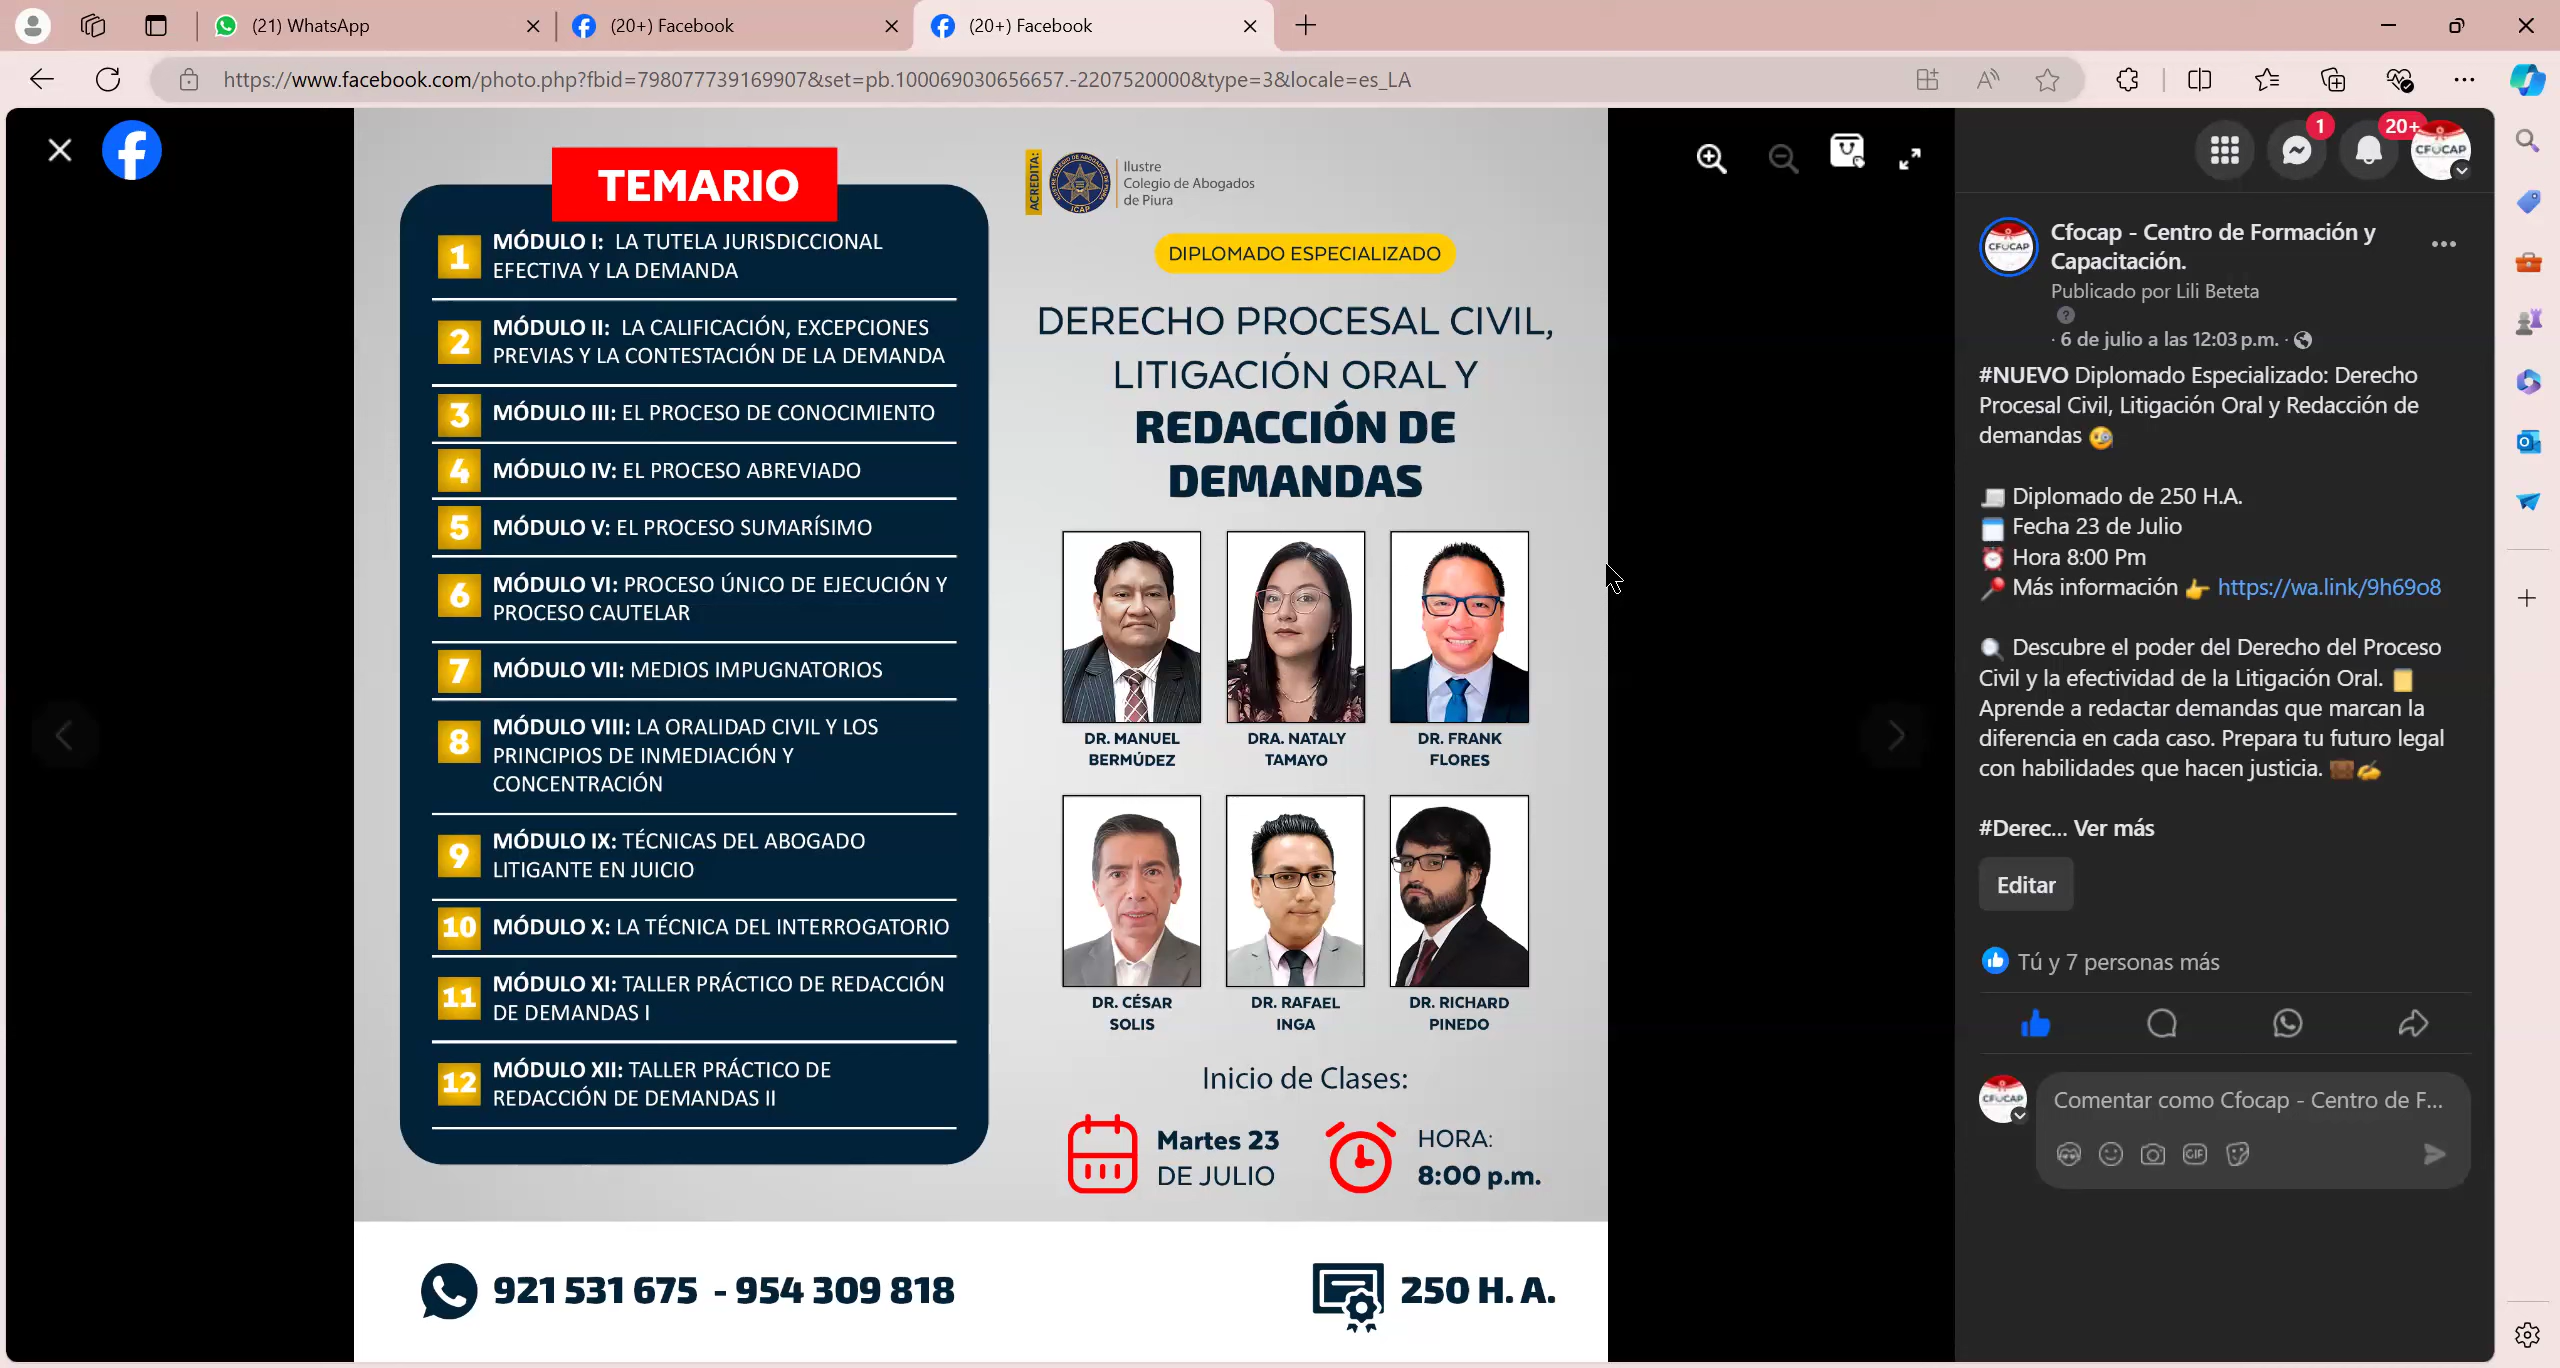 (21) WhatsApp
(20+) Facebook
(20+) Facebook
https://www.facebook.com/photo.php?fbid=798077739169907&set=pb.100069030656657.-2207520000&type=3&locale=es_LA
TEMARIO
1 MÓDULO I: LA TUTELA JURISDICCIONAL
EFECTIVA Y LA DEMANDA
2 MÓDULO II: LA CALIFICACIÓN, EXCEPCIONES
PREVIAS Y LA CONTESTACIÓN DE LA DEMANDA
3 MÓDULO III: EL PROCESO DE CONOCIMIENTO
4 MÓDULO IV: EL PROCESO ABREVIADO
5 MÓDULO V: EL PROCESO SUMARÍSIMO
6 MÓDULO VI: PROCESO ÚNICO DE EJECUCIÓN Y
PROCESO CAUTELAR
7 MÓDULO VII: MEDIOS IMPUGNATORIOS
8 MÓDULO VIII: LA ORALIDAD CIVIL Y LOS
PRINCIPIOS DE INMEDIACIÓN Y
CONCENTRACIÓN
9 MÓDULO IX: TÉCNICAS DEL ABOGADO
LITIGANTE EN JUICIO
10 MÓDULO X: LA TÉCNICA DEL INTERROGATORIO
11 MÓDULO XI: TALLER PRÁCTICO DE REDACCIÓN
DE DEMANDAS I
12 MÓDULO XII: TALLER PRÁCTICO DE
REDACCIÓN DE DEMANDAS II
ACREDITA:
ICAP
Ilustre
Colegio de Abogados
de Piura
DIPLOMADO ESPECIALIZADO
DERECHO PROCESAL CIVIL,
LITIGACIÓN ORAL Y
REDACCIÓN DE
DEMANDAS
DR. MANUEL
BERMÚDEZ
DRA. NATALY
TAMAYO
DR. FRANK
FLORES
DR. CÉSAR
SOLIS
DR. RAFAEL
INGA
DR. RICHARD
PINEDO
Inicio de Clases:
Martes 23
DE JULIO
HORA:
8:00 p.m.
921 531 675 - 954 309 818
250 H. A.
1
20+
CFOCAP
CFOCAP
Cfocap - Centro de Formación y
Capacitación.
Publicado por Lili Beteta
· 6 de julio a las 12:03 p.m. ·
#NUEVO Diplomado Especializado: Derecho
Procesal Civil, Litigación Oral y Redacción de
demandas
Diplomado de 250 H.A.
Fecha 23 de Julio
Hora 8:00 Pm
Más información https://wa.link/9h69o8
Descubre el poder del Derecho del Proceso
Civil y la efectividad de la Litigación Oral.
Aprende a redactar demandas que marcan la
diferencia en cada caso. Prepara tu futuro legal
con habilidades que hacen justicia.
#Derec... Ver más
Editar
Tú y 7 personas más
CFOCAP
Comentar como Cfocap - Centro de F...
GIF